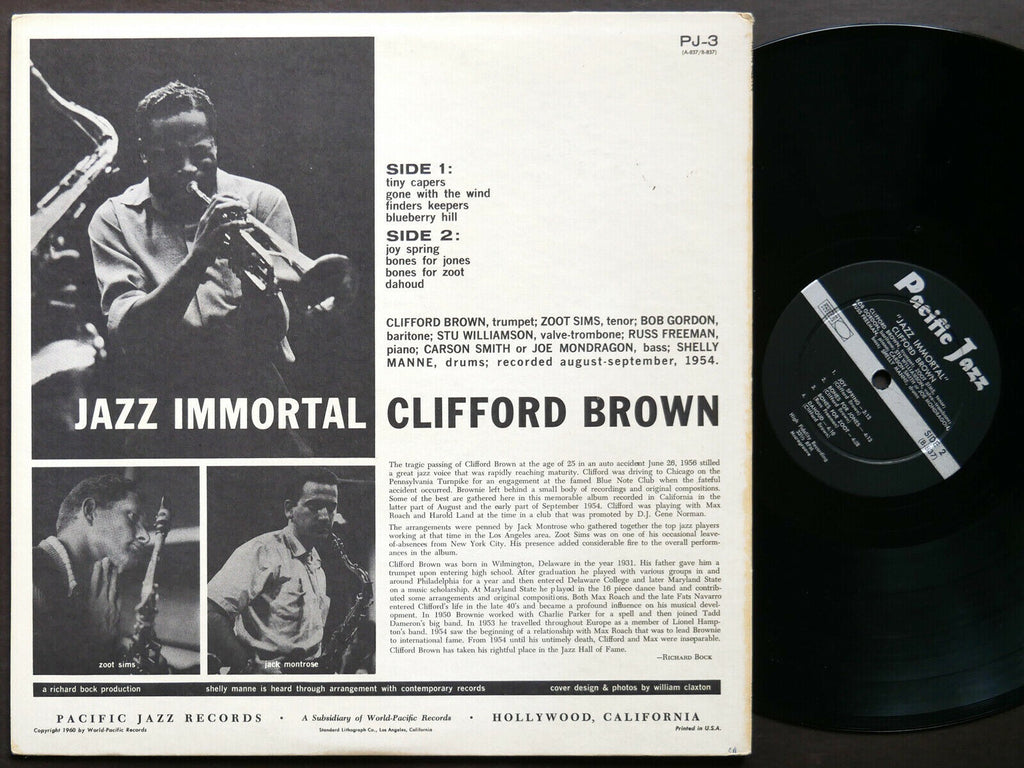 PJ-3
(A-837/B-837)
SIDE 1:
tiny capers
gone with the wind
finders keepers
blueberry hill
SIDE 2:
joy spring
bones for jones
bones for zoot
dahoud
CLIFFORD BROWN, trumpet; ZOOT SIMS, tenor; BOB GORDON,
baritone; STU WILLIAMSON, valve-trombone; RUSS FREEMAN,
piano; CARSON SMITH or JOE MONDRAGON, bass; SHELLY
MANNE, drums; recorded august-september, 1954.
JAZZ IMMORTAL CLIFFORD BROWN
The tragic passing of Clifford Brown at the age of 25 in an auto accident June 26, 1956 stilled
a great jazz voice that was rapidly reaching maturity. Clifford was driving to Chicago on the
Pennsylvania Turnpike for an engagement at the famed Blue Note Club when the fateful
accident occurred. Brownie left behind a small body of recordings and original compositions.
Some of the best are gathered here in this memorable album recorded in California in the
latter part of August and the early part of September 1954. Clifford was playing with Max
Roach and Harold Land at the time in a club that was promoted by D.J. Gene Norman.
The arrangements were penned by Jack Montrose who gathered together the top jazz players
working at that time in the Los Angeles area. Zoot Sims was on one of his occasional leave-
of-absences from New York City. His presence added considerable fire to the overall perform-
ances in the album.
Clifford Brown was born in Wilmington, Delaware in the year 1931. His father gave him a
trumpet upon entering high school. After graduation he played with various groups in and
around Philadelphia for a year and then entered Delaware College and later Maryland State
on a music scholarship. At Maryland State he played in the 16 piece dance band and contrib-
uted some arrangements and original compositions. Both Max Roach and the late Fats Navarro
entered Clifford's life in the late 40's and became a profound influence on his musical devel-
opment. In 1950 Brownie worked with Charlie Parker for a spell and then joined Tadd
Dameron's big band. In 1953 he travelled throughout Europe as a member of Lionel Hamp-
ton's band. 1954 saw the beginning of a relationship with Max Roach that was to lead Brownie
to international fame. From 1954 until his untimely death, Clifford and Max were inseparable.
Clifford Brown has taken his rightful place in the Jazz Hall of Fame.
—RICHARD BOCK
zoot sims
jack montrose
a richard bock production
shelly manne is heard through arrangement with contemporary records
cover design & photos by william claxton
PACIFIC JAZZ RECORDS • A Subsidiary of World-Pacific Records • HOLLYWOOD, CALIFORNIA
Copyright 1960 by World-Pacific Records
Standard Lithograph Co., Los Angeles, California
Printed in U.S.A.
Pacific Jazz
"JAZZ IMMORTAL"
CLIFFORD BROWN
SIDE 2
1. JOY SPRING
2. BONES FOR JONES
3. BONES FOR ZOOT
4. DAHOUD
High Fidelity Recording